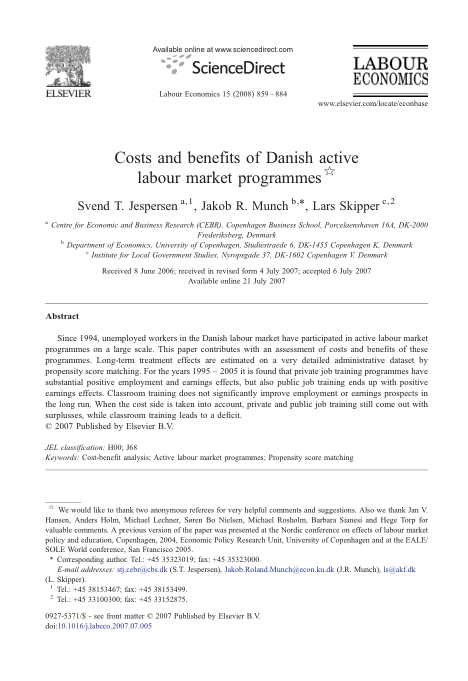 Available online at www.sciencedirect.com
ScienceDirect
ELSEVIER
Labour Economics 15 (2008) 859–884
LABOUR
ECONOMICS
www.elsevier.com/locate/econbase
Costs and benefits of Danish active
labour market programmes ☆
Svend T. Jespersen a,1, Jakob R. Munch b,*, Lars Skipper c,2
a Centre for Economic and Business Research (CEBR), Copenhagen Business School, Porcelaenshaven 16A, DK-2000
Frederiksberg, Denmark
b Department of Economics, University of Copenhagen, Studiestraede 6, DK-1455 Copenhagen K, Denmark
c Institute for Local Government Studies, Nyropsgade 37, DK-1602 Copenhagen V, Denmark
Received 8 June 2006; received in revised form 4 July 2007; accepted 6 July 2007
Available online 21 July 2007
Abstract
Since 1994, unemployed workers in the Danish labour market have participated in active labour market
programmes on a large scale. This paper contributes with an assessment of costs and benefits of these
programmes. Long-term treatment effects are estimated on a very detailed administrative dataset by
propensity score matching. For the years 1995–2005 it is found that private job training programmes have
substantial positive employment and earnings effects, but also public job training ends up with positive
earnings effects. Classroom training does not significantly improve employment or earnings prospects in
the long run. When the cost side is taken into account, private and public job training still come out with
surpluses, while classroom training leads to a deficit.
© 2007 Published by Elsevier B.V.
JEL classification: H00; J68
Keywords: Cost-benefit analysis; Active labour market programmes; Propensity score matching
☆ We would like to thank two anonymous referees for very helpful comments and suggestions. Also we thank Jan V.
Hansen, Anders Holm, Michael Lechner, Søren Bo Nielsen, Michael Rosholm, Barbara Sianesi and Hege Torp for
valuable comments. A previous version of the paper was presented at the Nordic conference on effects of labour market
policy and education, Copenhagen, 2004, Economic Policy Research Unit, University of Copenhagen and at the EALE/
SOLE World conference, San Francisco 2005.
* Corresponding author. Tel.: +45 35323019; fax: +45 35323000.
E-mail addresses: stj.cebr@cbs.dk (S.T. Jespersen), Jakob.Roland.Munch@econ.ku.dk (J.R. Munch), ls@akf.dk
(L. Skipper).
1 Tel.: +45 38153467; fax: +45 38153499.
2 Tel.: +45 33100300; fax: +45 33152875.
0927-5371/$ - see front matter © 2007 Published by Elsevier B.V.
doi:10.1016/j.labeco.2007.07.005